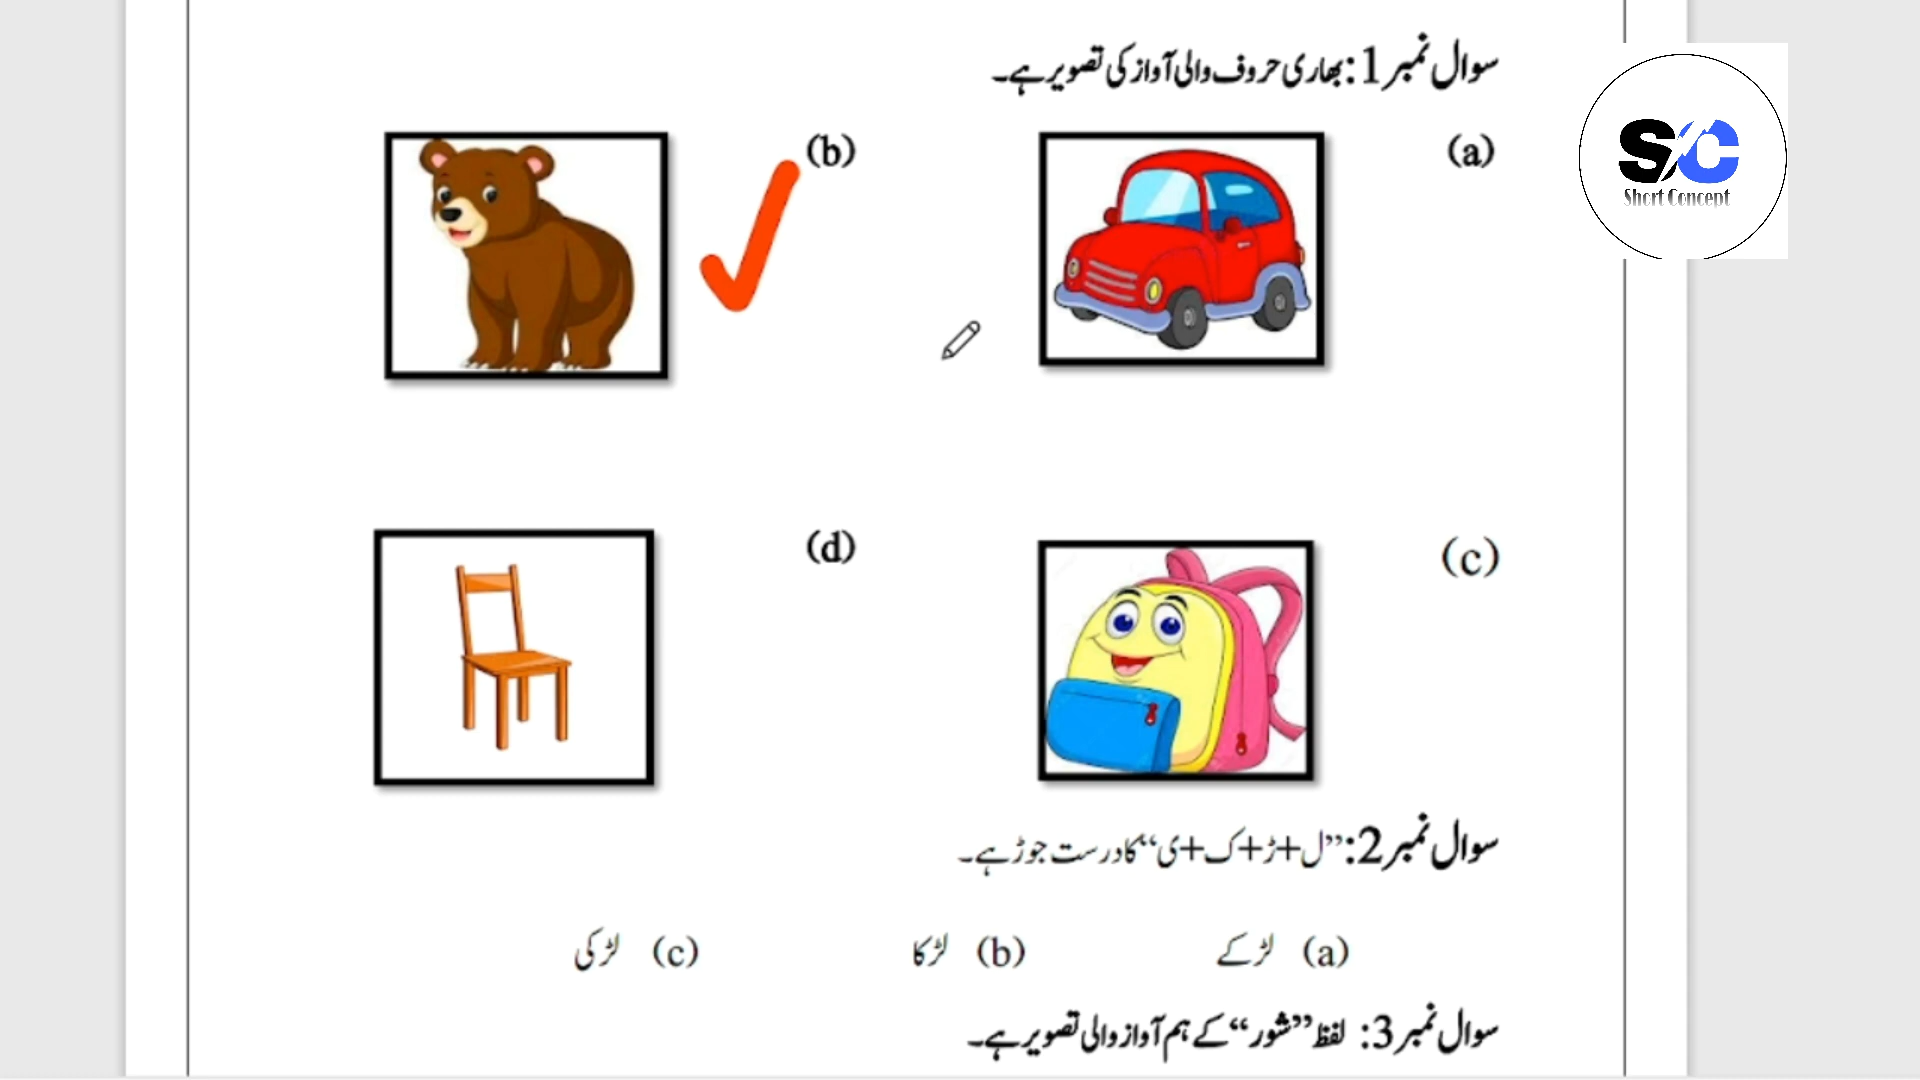 سوال نمبر 1: بھاری حروف والی آواز کی تصویر ہے۔
(a)
(b)
S/C
Short Concept
(c)
(d)
سوال نمبر 2: ”ل+ڑ+ک+ی“ کا درست جوڑ ہے۔
(a) لڑکے (b) لڑکا (c) لڑکی
سوال نمبر 3: لفظ ”شور“ کے ہم آواز والی تصویر ہے۔